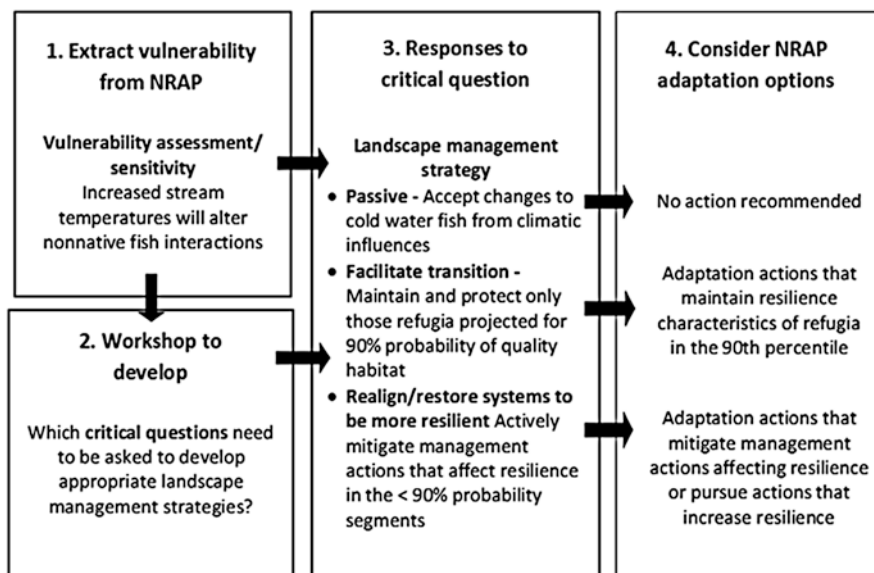 1. Extract vulnerability
from NRAP
Vulnerability assessment/
sensitivity
Increased stream
temperatures will alter
nonnative fish interactions
2. Workshop to
develop
Which critical questions need
to be asked to develop
appropriate landscape
management strategies?
3. Responses to
critical question
Landscape management
strategy
• Passive - Accept changes to
cold water fish from climatic
influences
• Facilitate transition -
Maintain and protect only
those refugia projected for
90% probability of quality
habitat
• Realign/restore systems to
be more resilient Actively
mitigate management
actions that affect resilience
in the < 90% probability
segments
4. Consider NRAP
adaptation options
No action recommended
Adaptation actions that
maintain resilience
characteristics of refugia
in the 90th percentile
Adaptation actions that
mitigate management
actions affecting resilience
or pursue actions that
increase resilience